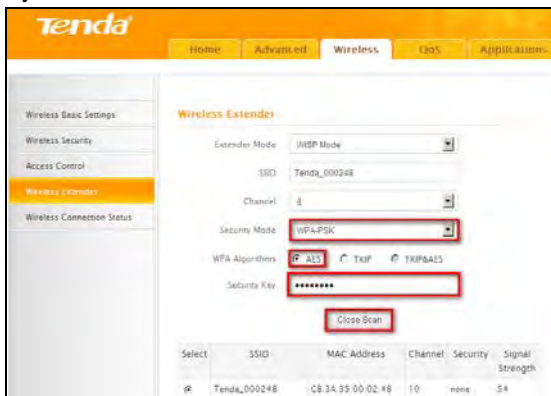 Tenda
Home Advanced Wireless QoS Applications
Wireless Basic Settings
Wireless Security
Access Control
Wireless Extender
Wireless Connection Status
Wireless Extender
Extender Mode WISP Mode
SSID Tenda_000248
Channel
Security Mode WPA-PSK
WPA Algorithms AES TKIP TKIP&AES
Security Key ••••••••
Close Scan
Select SSID MAC Address Channel Security Signal Strength
Tenda_000248 C8:3A:35:00:02:48 10 none 54